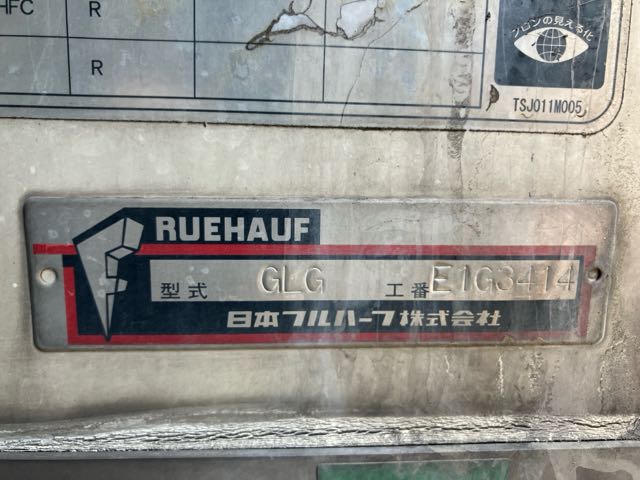 HFC R
R
フロンの見える化
TSJ011M005
FRUEHAUF
型式 GLG 工番 E1G3414
日本フルハーフ株式会社